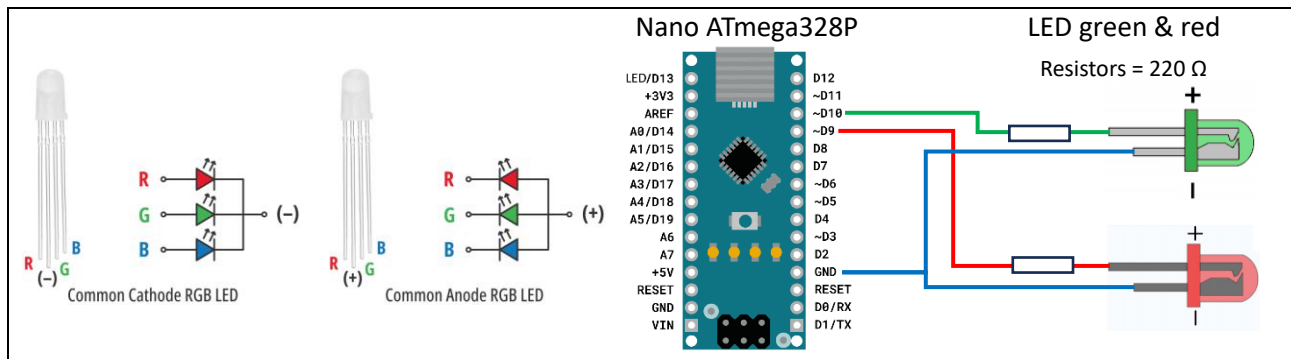 Nano ATmega328P
LED green & red
Resistors = 220 Ω
R
(−)
G
B
R
G
B
(−)
Common Cathode RGB LED
R
(+)
G
B
R
G
B
(+)
Common Anode RGB LED
LED/D13
+3V3
AREF
A0/D14
A1/D15
A2/D16
A3/D17
A4/D18
A5/D19
A6
A7
+5V
RESET
GND
VIN
D12
~D11
~D10
~D9
D8
D7
~D6
~D5
D4
~D3
D2
GND
RESET
D0/RX
D1/TX
+
−
+
−